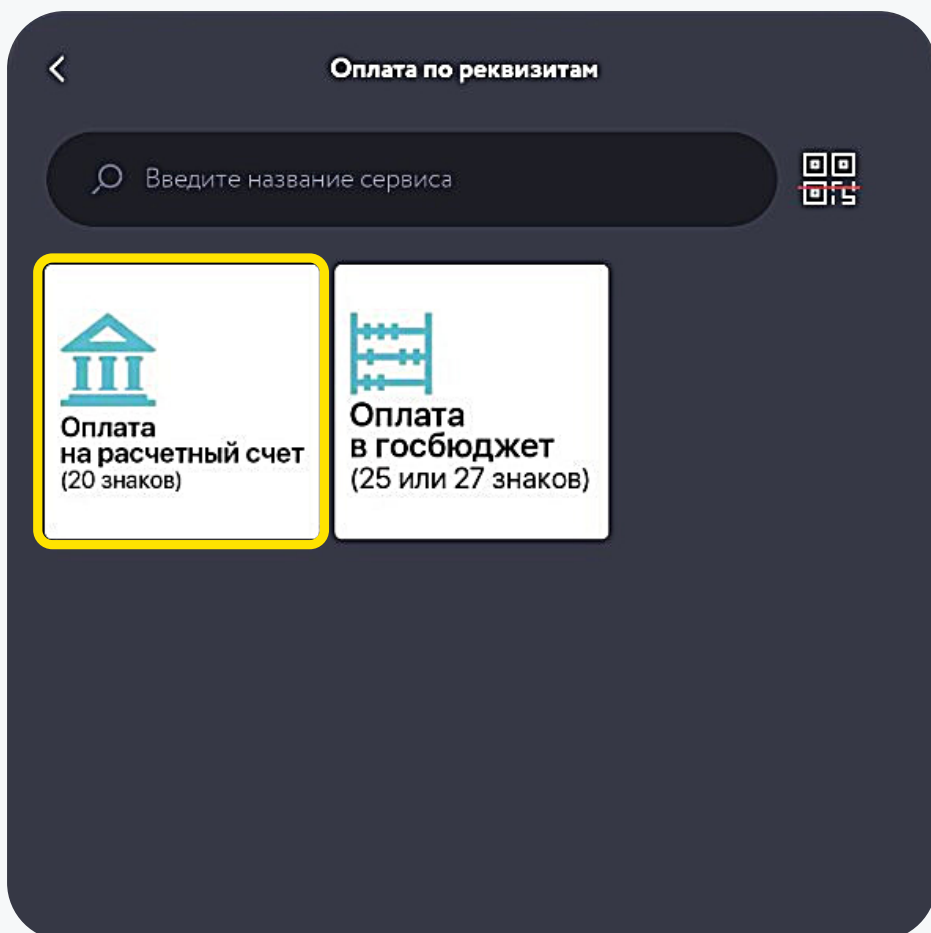 Оплата по реквизитам
Введите название сервиса
Оплата
на расчетный счет
(20 знаков)
Оплата
в госбюджет
(25 или 27 знаков)